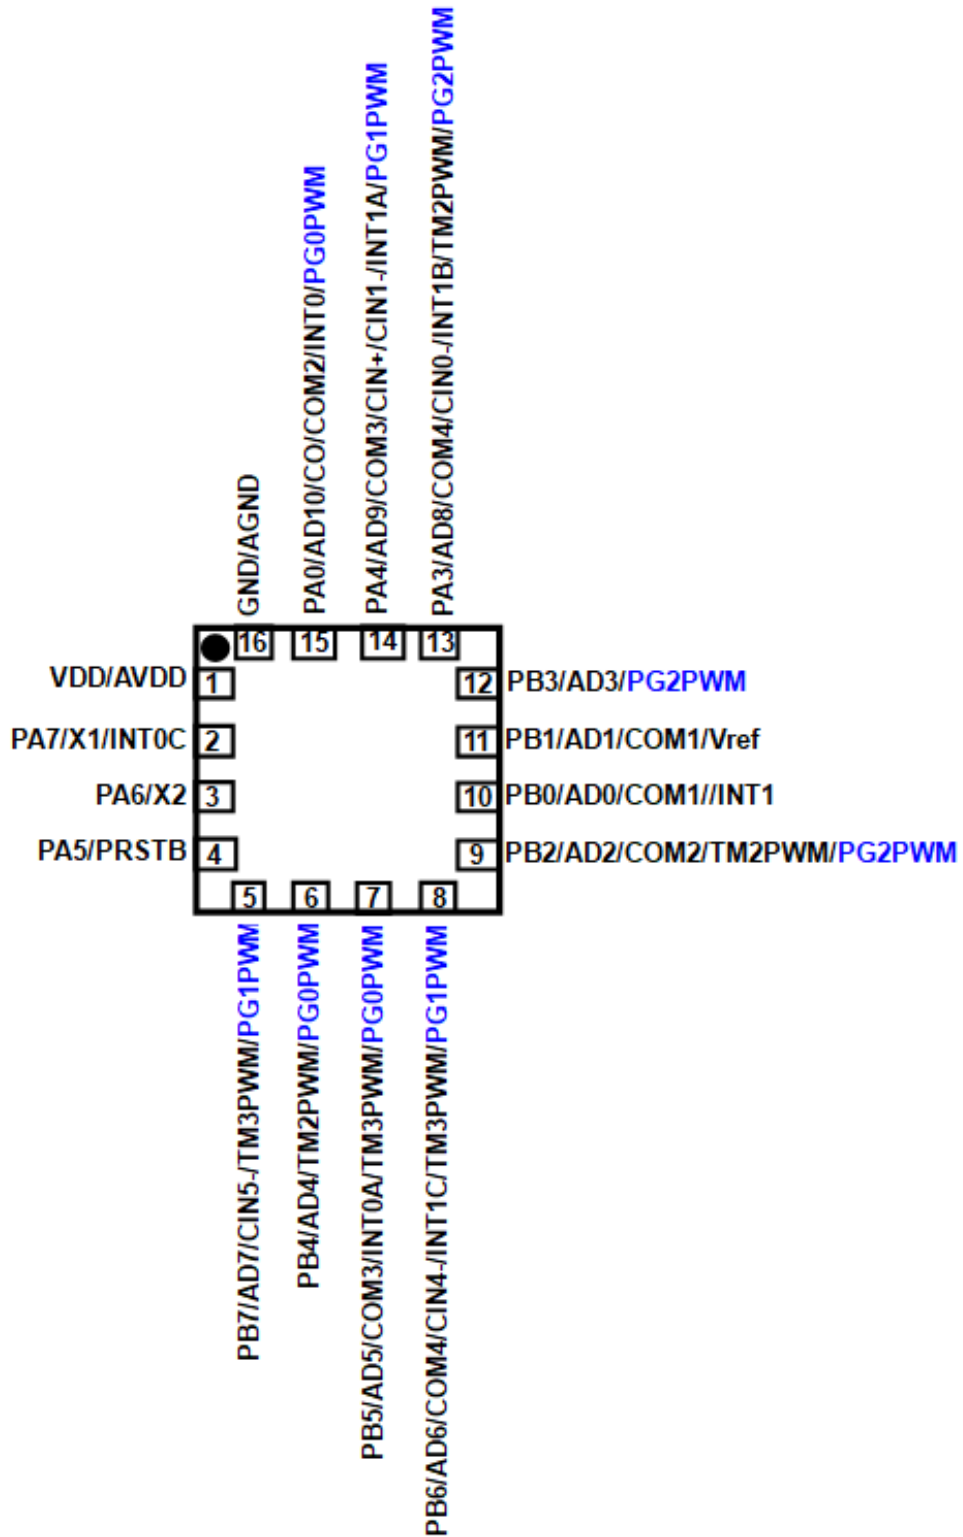 GND/AGND
PA0/AD10/CO/COM2/INT0/PG0PWM
PA4/AD9/COM3/CIN+/CIN1-/INT1A/PG1PWM
PA3/AD8/COM4/CIN0-/INT1B/TM2PWM/PG2PWM
16
15
14
13
VDD/AVDD
1
12
PB3/AD3/PG2PWM
PA7/X1/INT0C
2
11
PB1/AD1/COM1/Vref
PA6/X2
3
10
PB0/AD0/COM1//INT1
PA5/PRSTB
4
9
PB2/AD2/COM2/TM2PWM/PG2PWM
5
6
7
8
PB7/AD7/CIN5-/TM3PWM/PG1PWM
PB4/AD4/TM2PWM/PG0PWM
PB5/AD5/COM3/INT0A/TM3PWM/PG0PWM
PB6/AD6/COM4/CIN4-/INT1C/TM3PWM/PG1PWM